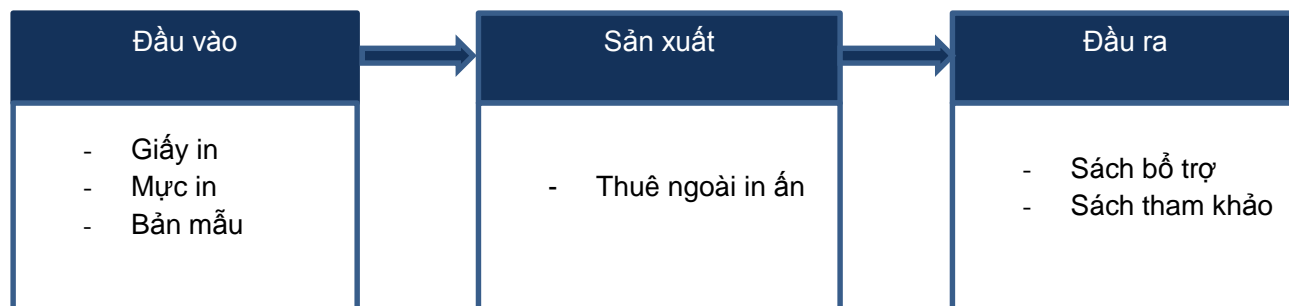 Đầu vào
- Giấy in
- Mực in
- Bản mẫu
Sản xuất
- Thuê ngoài in ấn
Đầu ra
- Sách bổ trợ
- Sách tham khảo